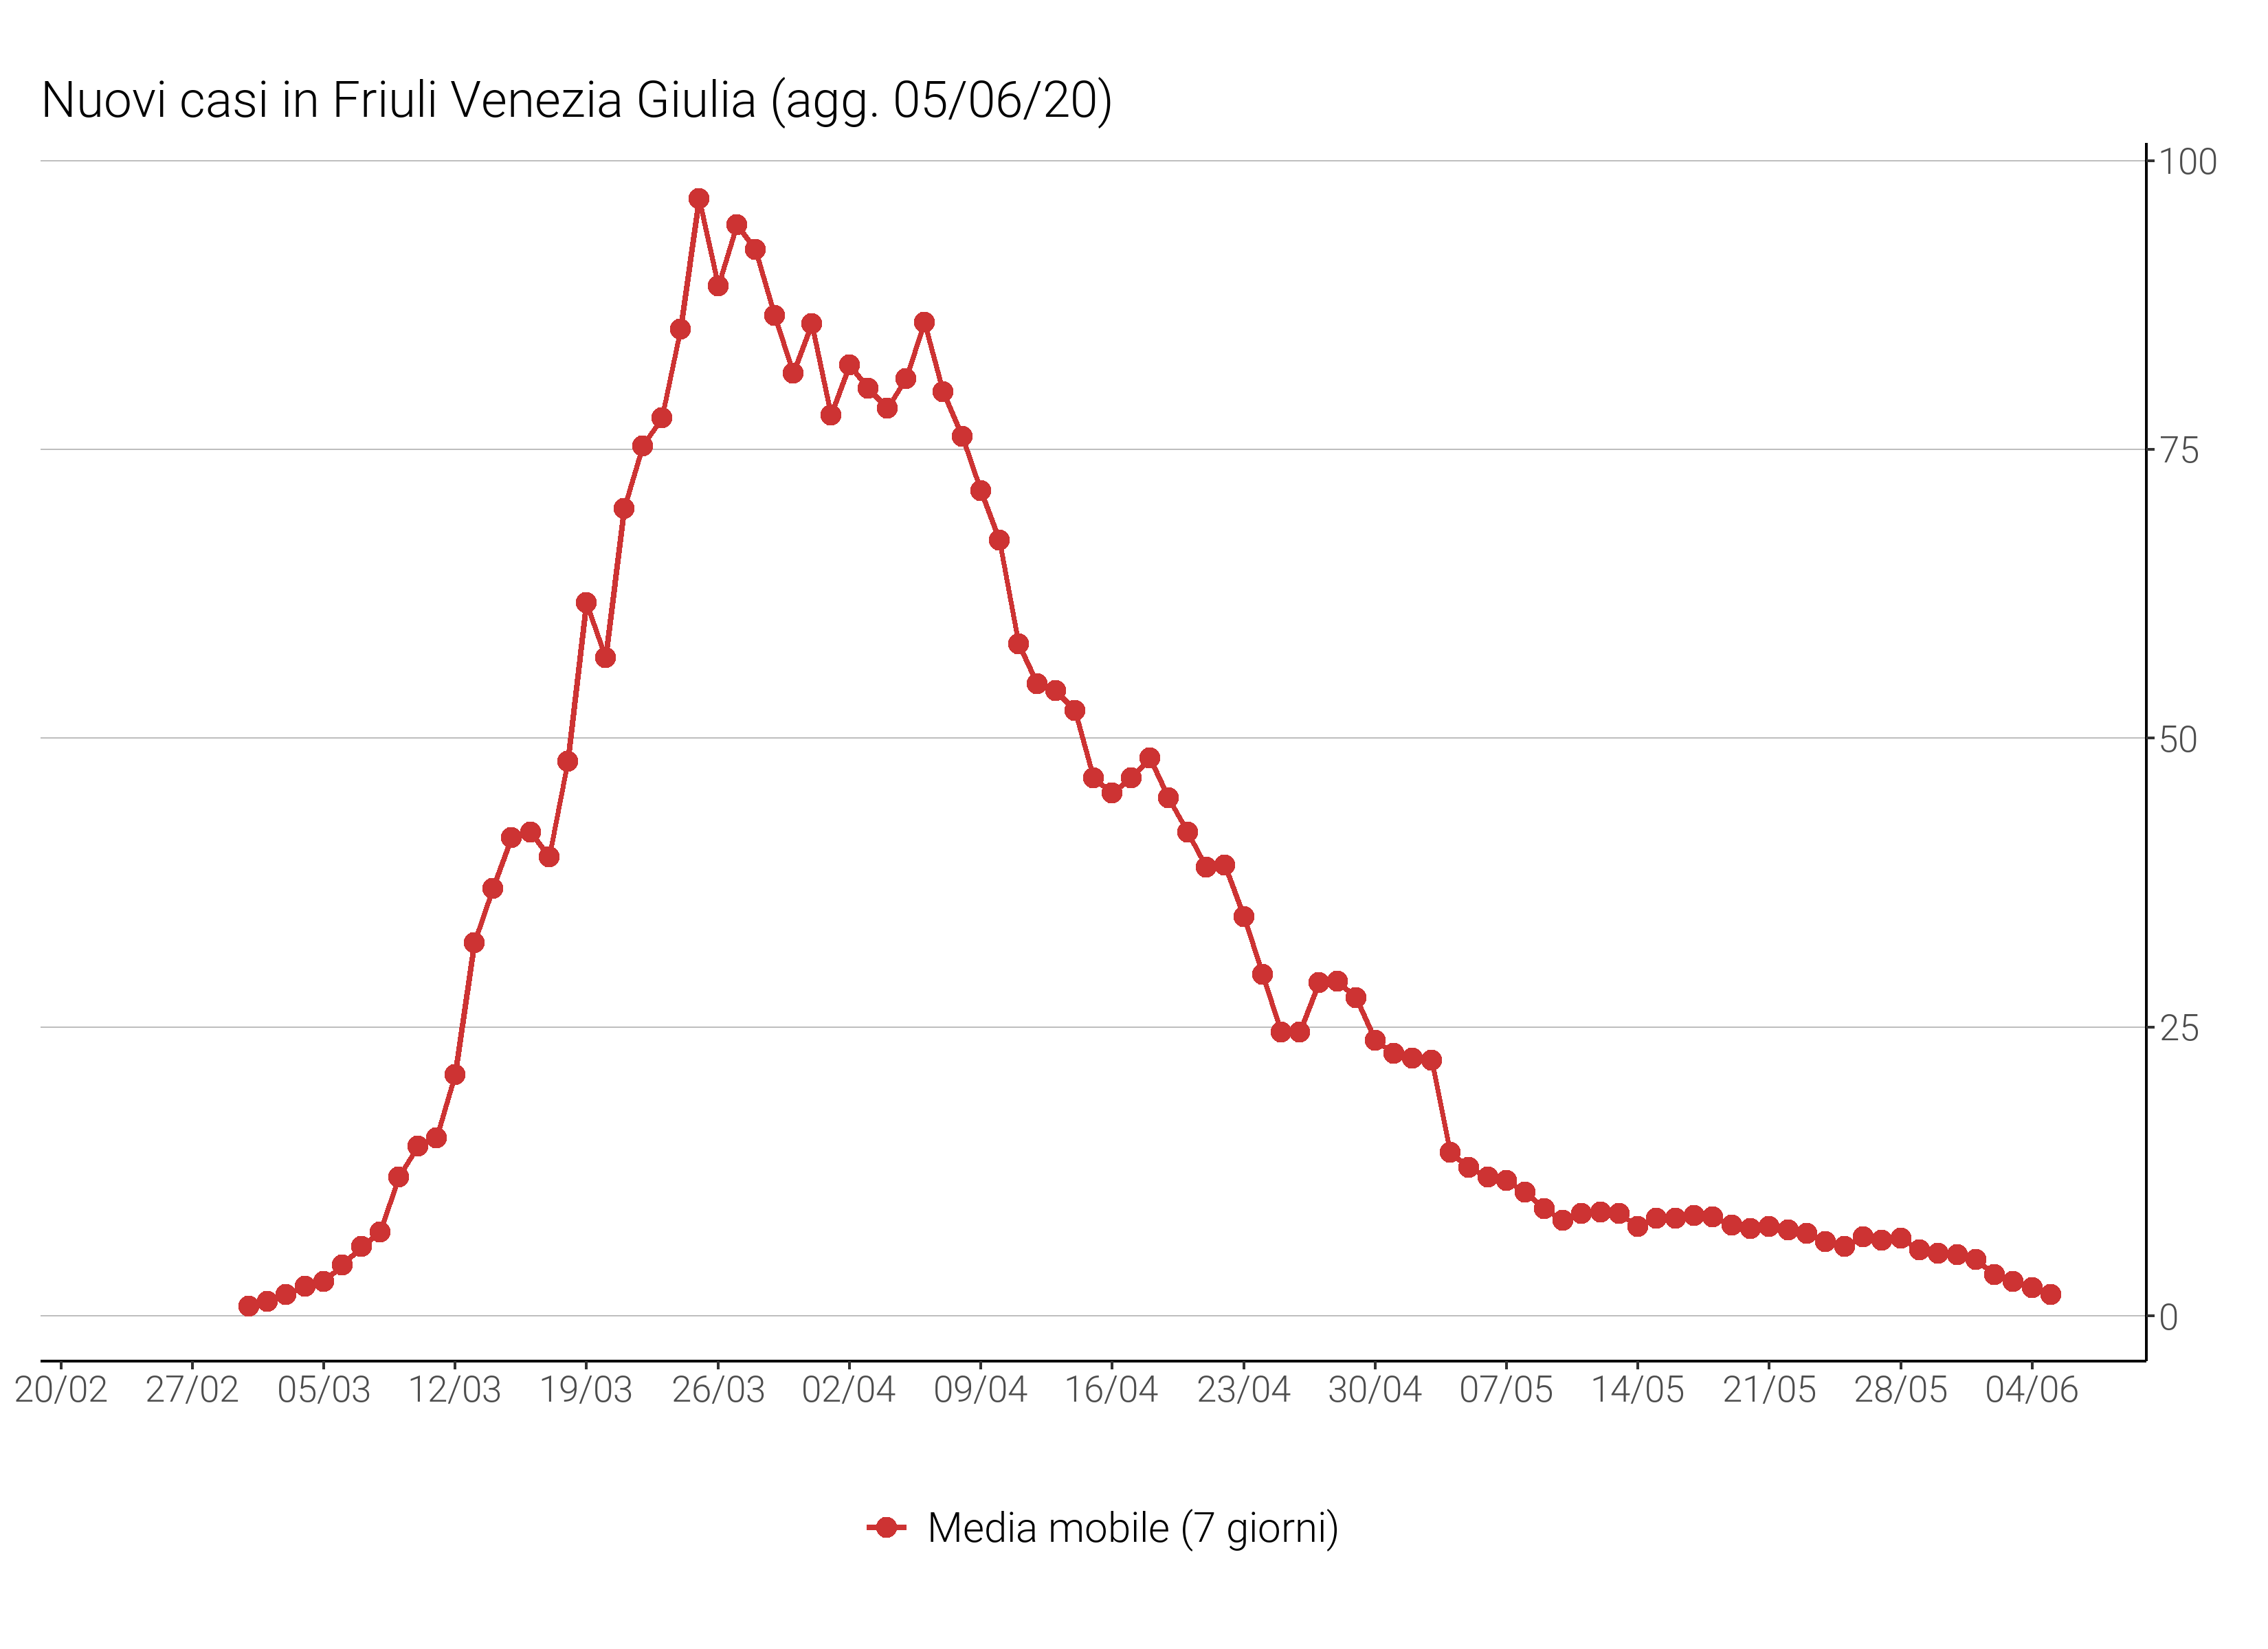 Nuovi casi in Friuli Venezia Giulia (agg. 05/06/20)
100
75
50
25
0
20/02 27/02 05/03 12/03 19/03 26/03 02/04 09/04 16/04 23/04 30/04 07/05 14/05 21/05 28/05 04/06
Media mobile (7 giorni)